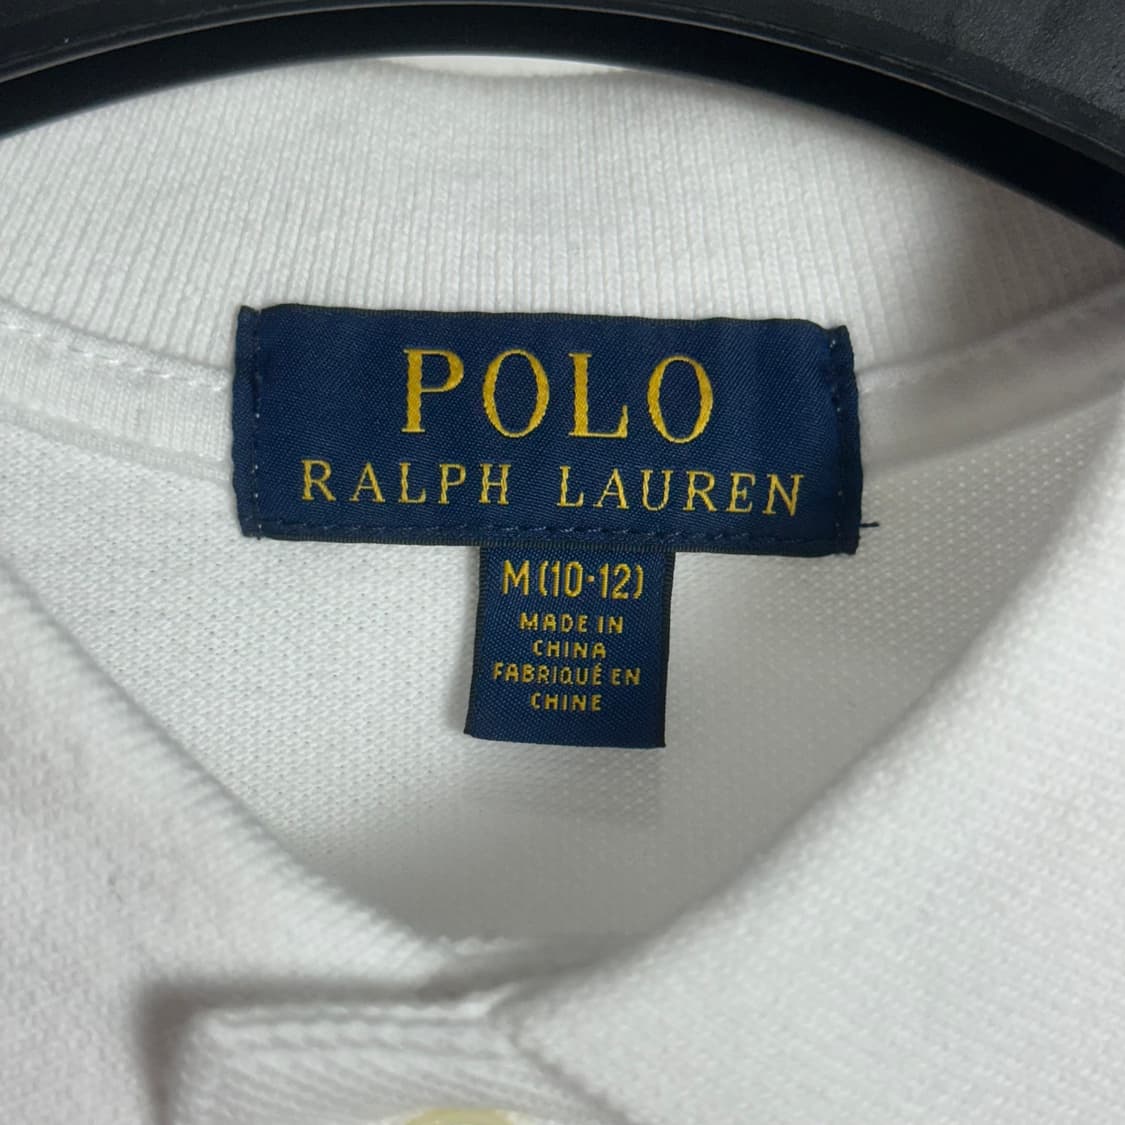 POLO
RALPH LAUREN
M(10-12)
MADE IN
CHINA
FABRIQUÉ EN
CHINE